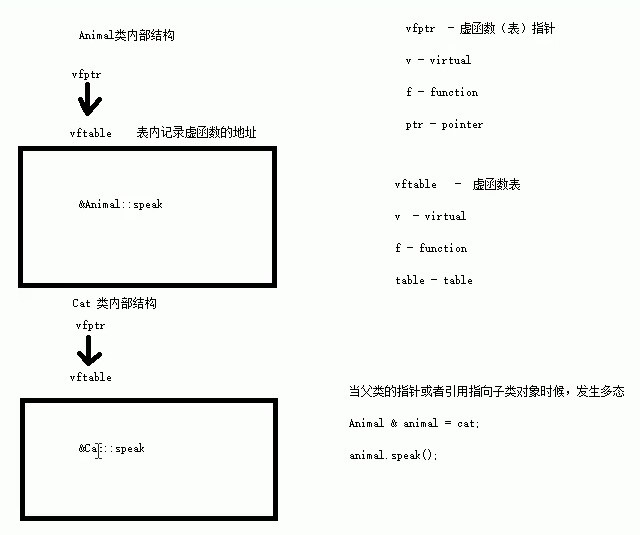 Animal类内部结构
vfptr
vftable 表内记录虚函数的地址
&Animal::speak
Cat 类内部结构
vfptr
vftable
&Cat::speak
vfptr - 虚函数（表）指针
v - virtual
f - function
ptr - pointer
vftable - 虚函数表
v - virtual
f - function
table - table
当父类的指针或者引用指向子类对象时候，发生多态
Animal & animal = cat;
animal.speak();